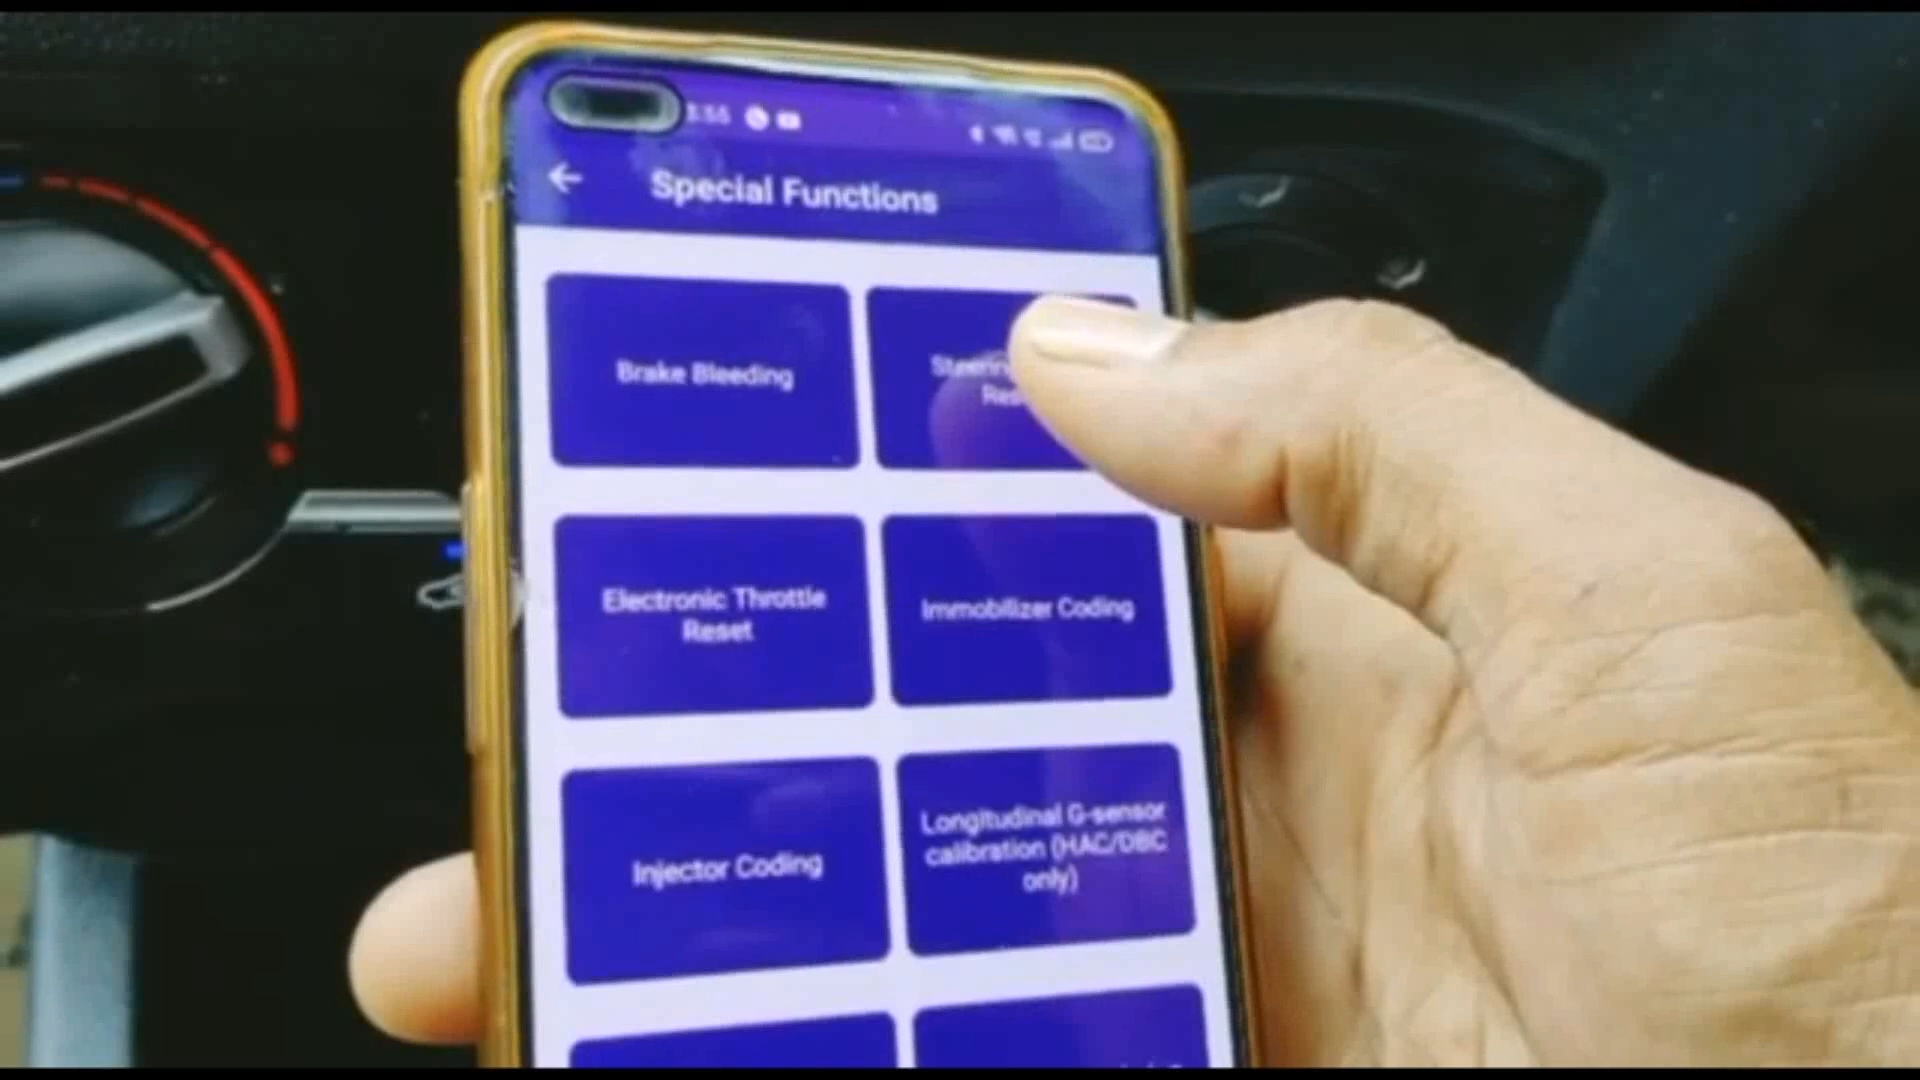 Special Functions
Brake Bleeding
Electronic Throttle
Reset
Immobilizer Coding
Injector Coding
Longitudinal G-sensor
calibration (HAC/DBC
only)